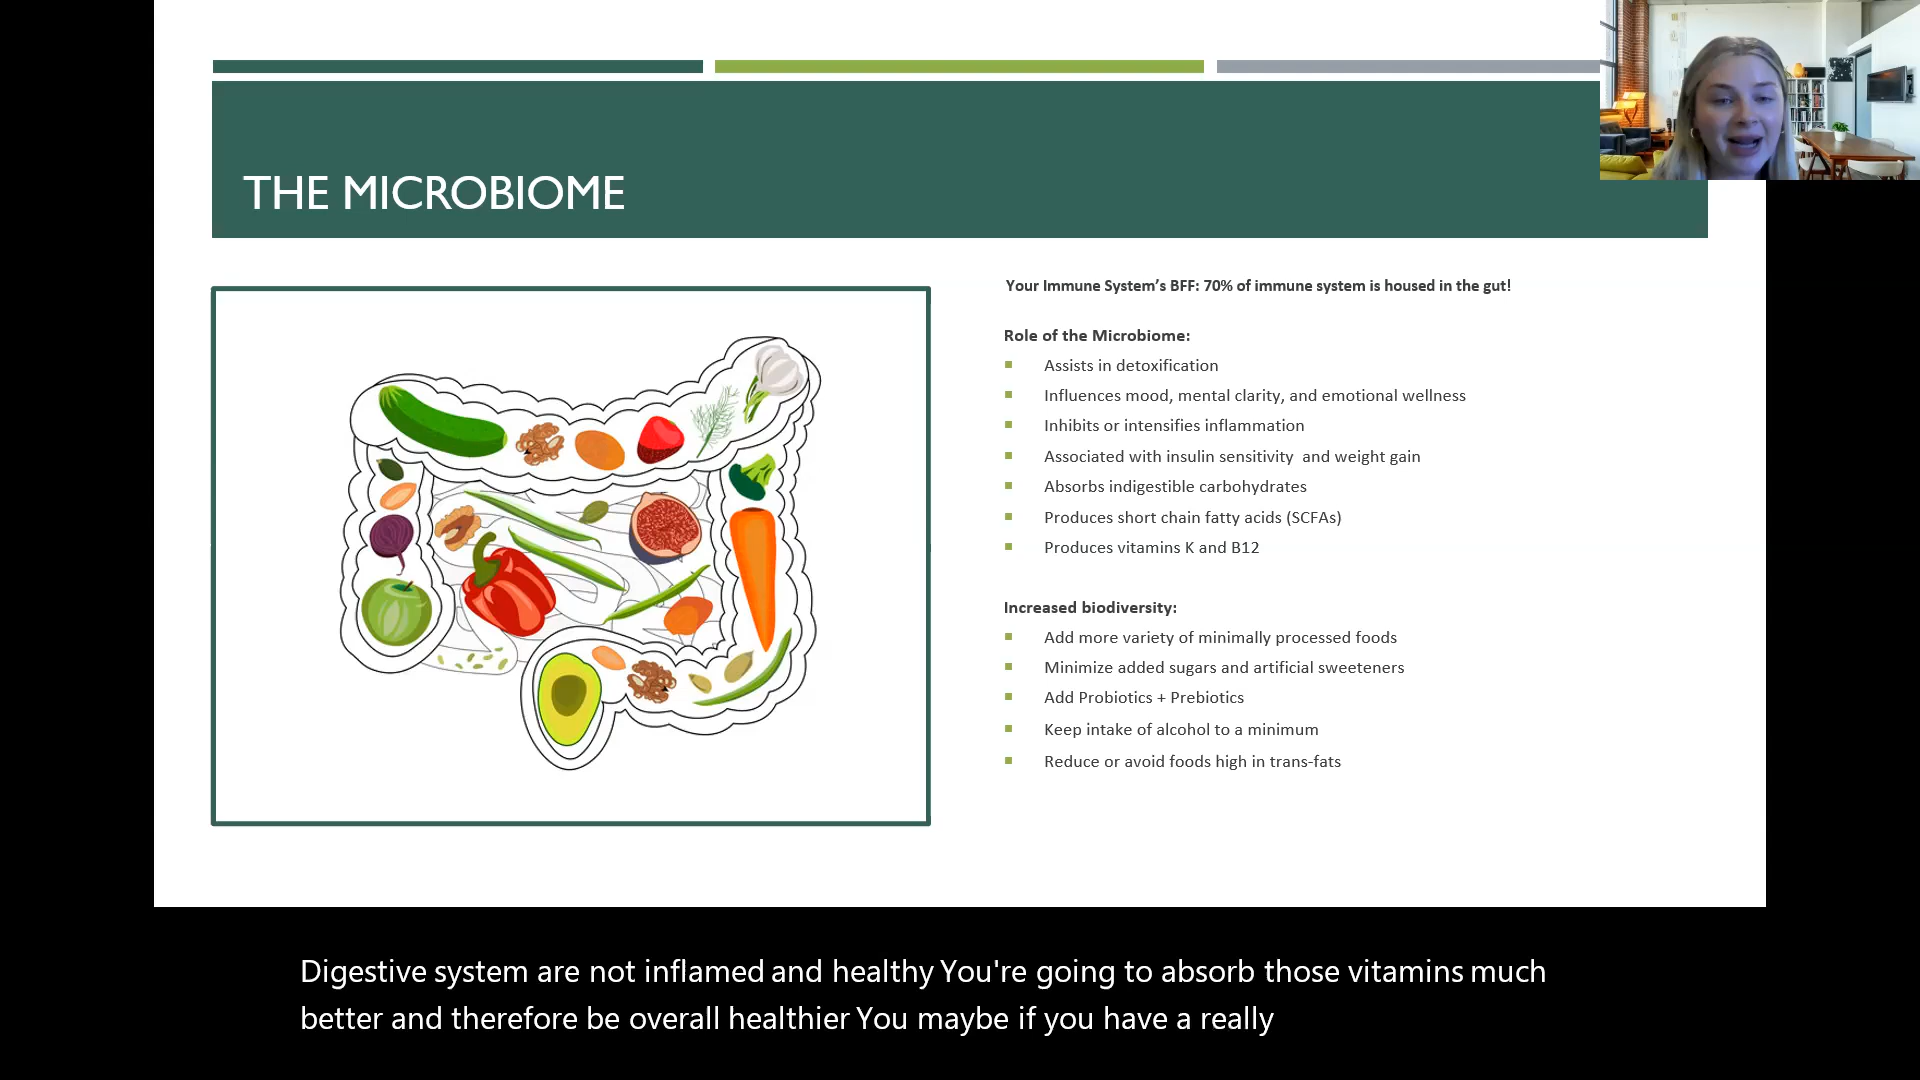 THE MICROBIOME
Your Immune System’s BFF: 70% of immune system is housed in the gut!
Role of the Microbiome:
Assists in detoxification
Influences mood, mental clarity, and emotional wellness
Inhibits or intensifies inflammation
Associated with insulin sensitivity  and weight gain
Absorbs indigestible carbohydrates
Produces short chain fatty acids (SCFAs)
Produces vitamins K and B12
Increased biodiversity:
Add more variety of minimally processed foods
Minimize added sugars and artificial sweeteners
Add Probiotics + Prebiotics
Keep intake of alcohol to a minimum
Reduce or avoid foods high in trans-fats
Digestive system are not inflamed and healthy You're going to absorb those vitamins much
better and therefore be overall healthier You maybe if you have a really